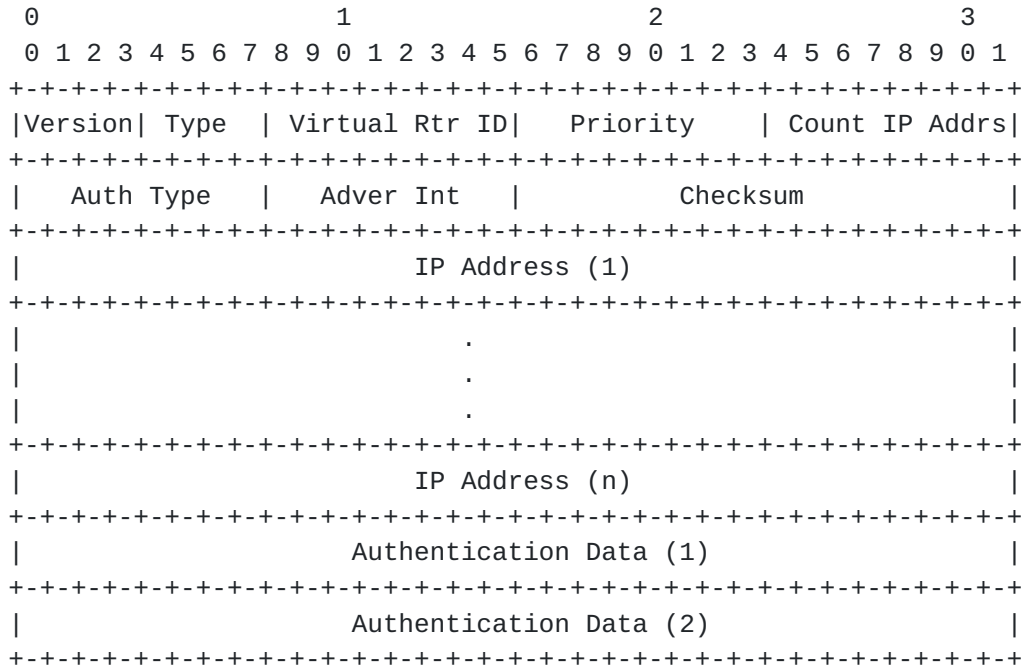 0                   1                   2                   3
 0 1 2 3 4 5 6 7 8 9 0 1 2 3 4 5 6 7 8 9 0 1 2 3 4 5 6 7 8 9 0 1
+-+-+-+-+-+-+-+-+-+-+-+-+-+-+-+-+-+-+-+-+-+-+-+-+-+-+-+-+-+-+-+-+
|Version| Type  | Virtual Rtr ID|   Priority    | Count IP Addrs|
+-+-+-+-+-+-+-+-+-+-+-+-+-+-+-+-+-+-+-+-+-+-+-+-+-+-+-+-+-+-+-+-+
|   Auth Type   |   Adver Int   |          Checksum             |
+-+-+-+-+-+-+-+-+-+-+-+-+-+-+-+-+-+-+-+-+-+-+-+-+-+-+-+-+-+-+-+-+
|                         IP Address (1)                        |
+-+-+-+-+-+-+-+-+-+-+-+-+-+-+-+-+-+-+-+-+-+-+-+-+-+-+-+-+-+-+-+-+
|                            .                                  |
|                            .                                  |
|                            .                                  |
+-+-+-+-+-+-+-+-+-+-+-+-+-+-+-+-+-+-+-+-+-+-+-+-+-+-+-+-+-+-+-+-+
|                         IP Address (n)                        |
+-+-+-+-+-+-+-+-+-+-+-+-+-+-+-+-+-+-+-+-+-+-+-+-+-+-+-+-+-+-+-+-+
|                     Authentication Data (1)                   |
+-+-+-+-+-+-+-+-+-+-+-+-+-+-+-+-+-+-+-+-+-+-+-+-+-+-+-+-+-+-+-+-+
|                     Authentication Data (2)                   |
+-+-+-+-+-+-+-+-+-+-+-+-+-+-+-+-+-+-+-+-+-+-+-+-+-+-+-+-+-+-+-+-+